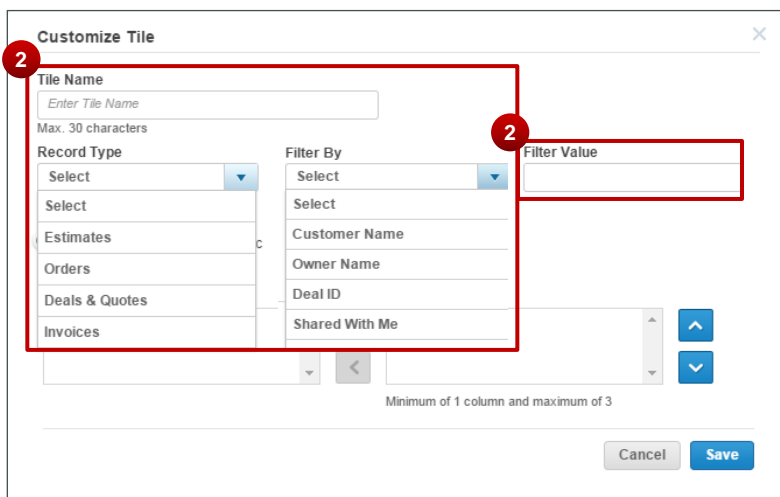 Customize Tile
2
Tile Name
Enter Tile Name
Max. 30 characters
2
Record Type
Filter By
Filter Value
Select
Select
Select
Estimates
Orders
Deals & Quotes
Invoices
Select
Customer Name
Owner Name
Deal ID
Shared With Me
c
Minimum of 1 column and maximum of 3
Cancel
Save